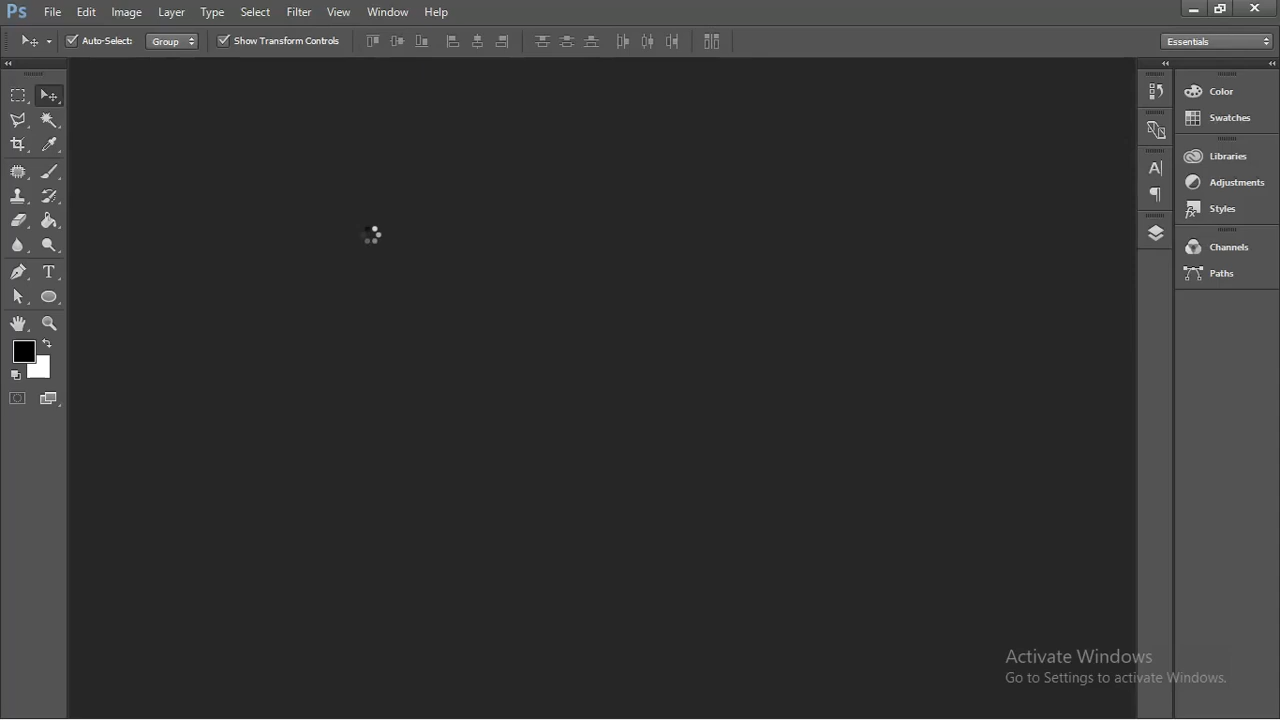 Ps File Edit Image Layer Type Select Filter View Window Help
Auto-Select: Group Show Transform Controls Essentials
Color
Swatches
Libraries
Adjustments
Styles
Channels
Paths
Activate Windows
Go to Settings to activate Windows.